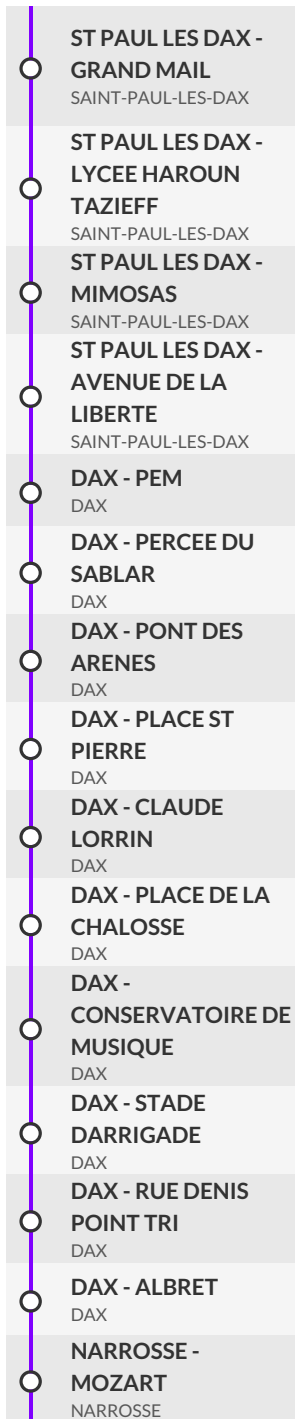 ST PAUL LES DAX -
GRAND MAIL
SAINT-PAUL-LES-DAX
ST PAUL LES DAX -
LYCEE HAROUN
TAZIEFF
SAINT-PAUL-LES-DAX
ST PAUL LES DAX -
MIMOSAS
SAINT-PAUL-LES-DAX
ST PAUL LES DAX -
AVENUE DE LA
LIBERTE
SAINT-PAUL-LES-DAX
DAX - PEM
DAX
DAX - PERCEE DU
SABLAR
DAX
DAX - PONT DES
ARENES
DAX
DAX - PLACE ST
PIERRE
DAX
DAX - CLAUDE
LORRIN
DAX
DAX - PLACE DE LA
CHALOSSE
DAX
DAX -
CONSERVATOIRE DE
MUSIQUE
DAX
DAX - STADE
DARRIGADE
DAX
DAX - RUE DENIS
POINT TRI
DAX
DAX - ALBRET
DAX
NARROSSE -
MOZART
NARROSSE